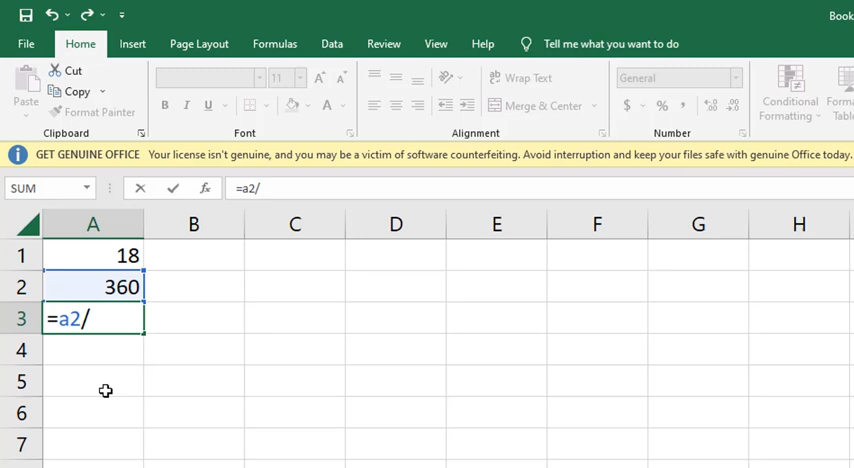 Book
File Home Insert Page Layout Formulas Data Review View Help Tell me what you want to do
Cut
Copy
Format Painter
Paste
Clipboard
11 A A
B I U A
Font
ab Wrap Text
Merge & Center
Alignment
General
$ % ,
Number
Conditional
Formatting
Forma
Table
GET GENUINE OFFICE Your license isn't genuine, and you may be a victim of software counterfeiting. Avoid interruption and keep your files safe with genuine Office today.
SUM fx =a2/
A B C D E F G H
1 18
2 360
3 =a2/
4
5
6
7